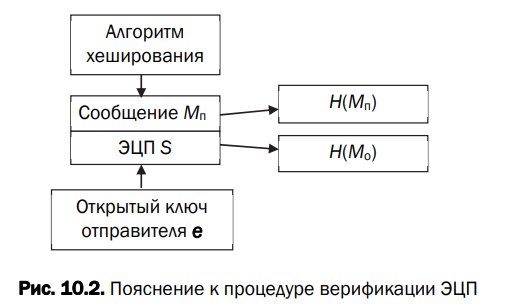 Алгоритм
хеширования
Сообщение Mп
H(Mп)
ЭЦП S
H(Mо)
Открытый ключ
отправителя e
Рис. 10.2. Пояснение к процедуре верификации ЭЦП